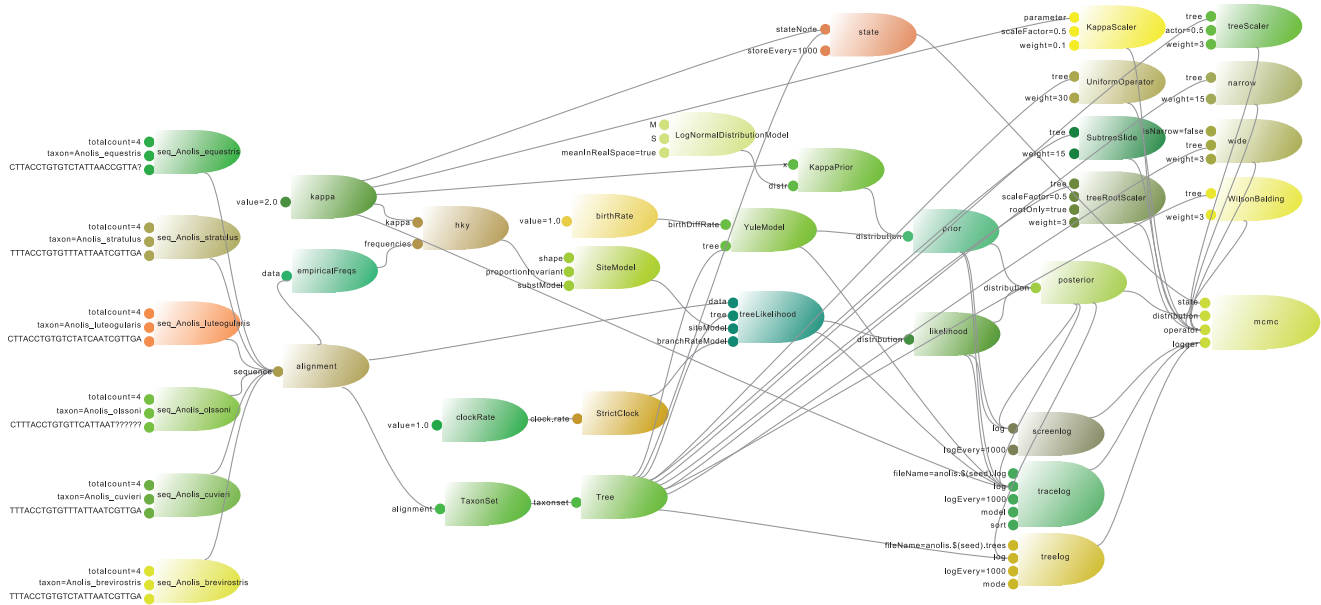 totalcount=4
taxon=Anolis_equestris
CTTACCTGTGTCTATTAACCGTTA?
seq_Anolis_equestris
totalcount=4
taxon=Anolis_stratulus
TTTACCTGTGTTTATTAATCGTTGA
seq_Anolis_stratulus
totalcount=4
taxon=Anolis_luteogularis
CTTACCTGTGTCTATCAATCGTTGA
seq_Anolis_luteogularis
totalcount=4
taxon=Anolis_olssoni
CTTTACCTGTGTTCATTAAT??????
seq_Anolis_olssoni
totalcount=4
taxon=Anolis_cuvieri
TTTACCTGTGTTTATTAATCGTTGA
seq_Anolis_cuvieri
totalcount=4
taxon=Anolis_brevirostris
TTTACCTGTGTCTATTAATCGTTGA
seq_Anolis_brevirostris
value=2.0
kappa
data
empiricalFreqs
sequence
alignment
kappa
frequencies
hky
value=1.0
clockRate
alignment
TaxonSet
value=1.0
birthRate
shape
proportionInvariant
substModel
SiteModel
clock.rate
StrictClock
taxonset
Tree
M
S
meanInRealSpace=true
LogNormalDistributionModel
stateNode
storeEvery=1000
state
x
distr
KappaPrior
birthDiffRate
tree
YuleModel
data
tree
siteModel
branchRateModel
treeLikelihood
distribution
prior
distribution
likelihood
distribution
posterior
parameter
scaleFactor=0.5
weight=0.1
KappaScaler
tree
weight=30
UniformOperator
tree
weight=15
SubtreeSlide
tree
scaleFactor=0.5
rootOnly=true
weight=3
treeRootScaler
tree
actor=0.5
weight=3
treeScaler
tree
weight=15
narrow
isNarrow=false
tree
weight=3
wide
tree
weight=3
WilsonBalding
state
distribution
operator
logger
mcmc
log
logEvery=1000
screenlog
fileName=anolis.$(seed).log
log
logEvery=1000
model
sort
tracelog
fileName=anolis.$(seed).trees
log
logEvery=1000
mode
treelog